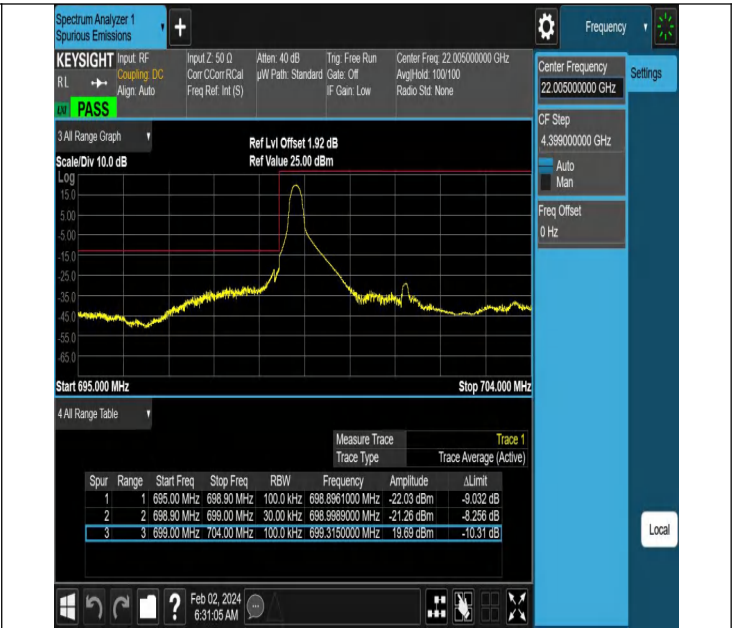 Spectrum Analyzer 1
Spurious Emissions
+
Frequency
KEYSIGHT Input: RF
RL
Coupling: DC
Align: Auto
Input Z: 50 Ω
Corr CCorr RCal
Freq Ref: Int (S)
Atten: 40 dB
µW Path: Standard
Trig: Free Run
Gate: Off
IF Gain: Low
Center Freq: 22.005000000 GHz
Avg|Hold: 100/100
Radio Std: None
PASS
Center Frequency
22.005000000 GHz
Settings
CF Step
4.399000000 GHz
Auto
Man
Freq Offset
0 Hz
3 All Range Graph
Scale/Div 10.0 dB
Ref Lvl Offset 1.92 dB
Ref Value 25.00 dBm
Log
15.0
5.00
-5.00
-15.0
-25.0
-35.0
-45.0
-55.0
-65.0
Start 695.000 MHz
Stop 704.000 MHz
4 All Range Table
Measure Trace Trace 1
Trace Type Trace Average (Active)
Spur Range Start Freq Stop Freq RBW Frequency Amplitude ΔLimit
1 1 695.00 MHz 698.90 MHz 100.0 kHz 698.8961000 MHz -22.03 dBm -9.032 dB
2 2 698.90 MHz 699.00 MHz 30.00 kHz 698.9989000 MHz -21.26 dBm -8.256 dB
3 3 699.00 MHz 704.00 MHz 100.0 kHz 699.3150000 MHz 19.69 dBm -10.31 dB
Local
?
Feb 02, 2024
6:31:05 AM